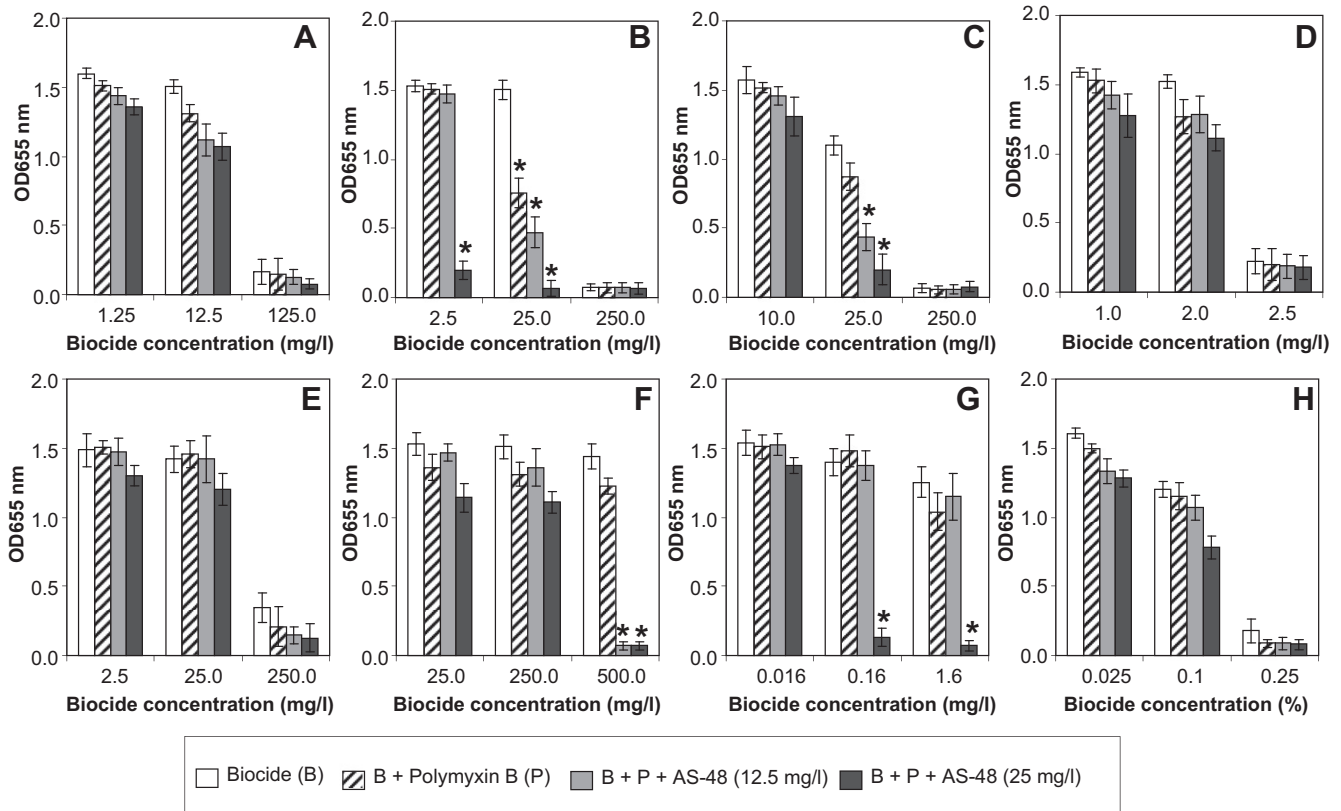 A
B
C
D
2.0
1.5
1.0
0.5
0.0
OD655 nm
1.25 12.5 125.0
Biocide concentration (mg/l)
2.0
1.5
1.0
0.5
0.0
OD655 nm
* * * *
2.5 25.0 250.0
Biocide concentration (mg/l)
2.0
1.5
1.0
0.5
0.0
OD655 nm
* *
10.0 25.0 250.0
Biocide concentration (mg/l)
2.0
1.5
1.0
0.5
0.0
OD655 nm
1.0 2.0 2.5
Biocide concentration (mg/l)
E
F
G
H
2.0
1.5
1.0
0.5
0.0
OD655 nm
2.5 25.0 250.0
Biocide concentration (mg/l)
2.0
1.5
1.0
0.5
0.0
OD655 nm
* *
25.0 250.0 500.0
Biocide concentration (mg/l)
2.0
1.5
1.0
0.5
0.0
OD655 nm
* *
0.016 0.16 1.6
Biocide concentration (mg/l)
2.0
1.5
1.0
0.5
0.0
OD655 nm
0.025 0.1 0.25
Biocide concentration (%)
Biocide (B) B + Polymyxin B (P) B + P + AS-48 (12.5 mg/l) B + P + AS-48 (25 mg/l)